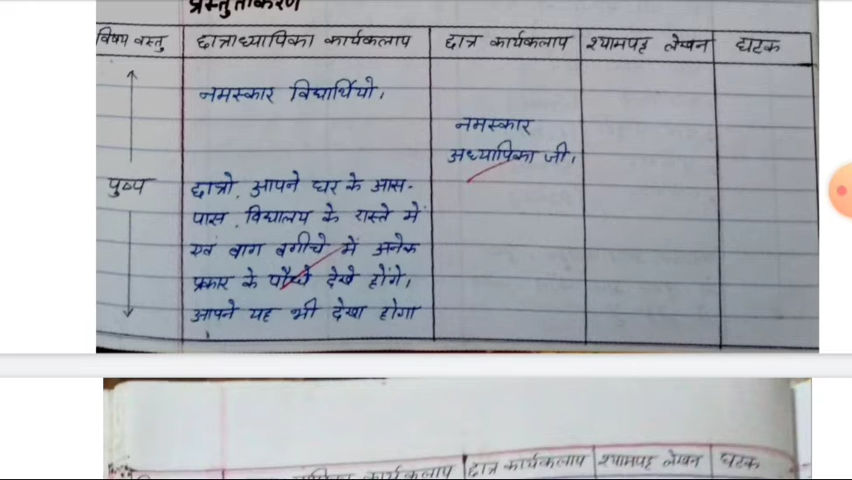 प्रस्तुतीकरण
विषय वस्तु छात्राध्यापिका कार्यकलाप छात्र कार्यकलाप श्यामपट्ट लेखन घटक
नमस्कार विद्यार्थियो।
नमस्कार
अध्यापिका जी।
पुष्प
छात्रो, आपने घर के आस-
पास, विद्यालय के रास्ते में
एवं बाग बगीचे में अनेक
प्रकार के पौधे देखे होंगे,
आपने यह भी देखा होगा
कार्यकलाप छात्र कार्यकलाप श्यामपट्ट लेखन घटक